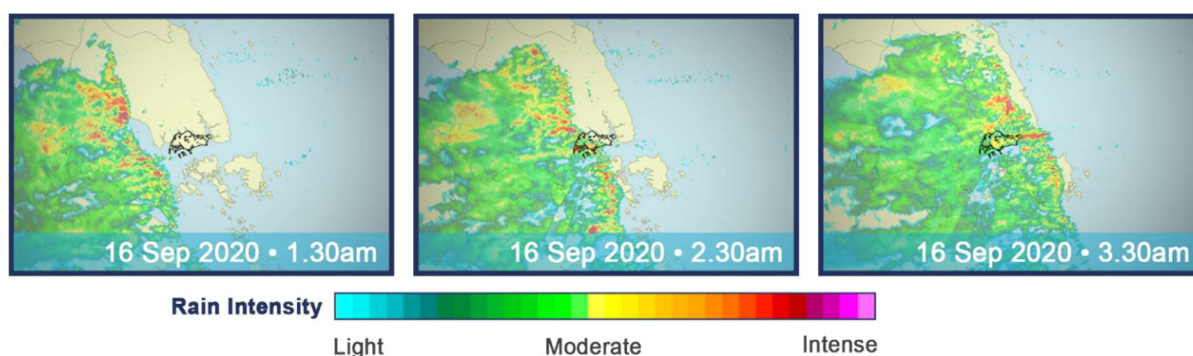 16 Sep 2020 • 1.30am
16 Sep 2020 • 2.30am
16 Sep 2020 • 3.30am
Rain Intensity
Light
Moderate
Intense